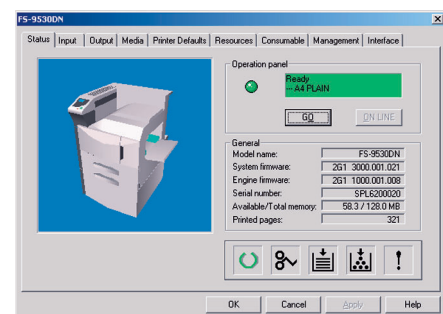 FS-9530DN
Status Input Output Media Printer Defaults Resources Consumable Management Interface
Operation panel
Ready
--- A4 PLAIN
GO ON LINE
General
Model name: FS-9530DN
System firmware: 2G1 3000.001.021
Engine firmware: 2G1 1000.001.008
Serial number: SPL6200020
Available/Total memory: 58.3 / 128.0 MB
Printed pages: 321
OK Cancel Apply Help